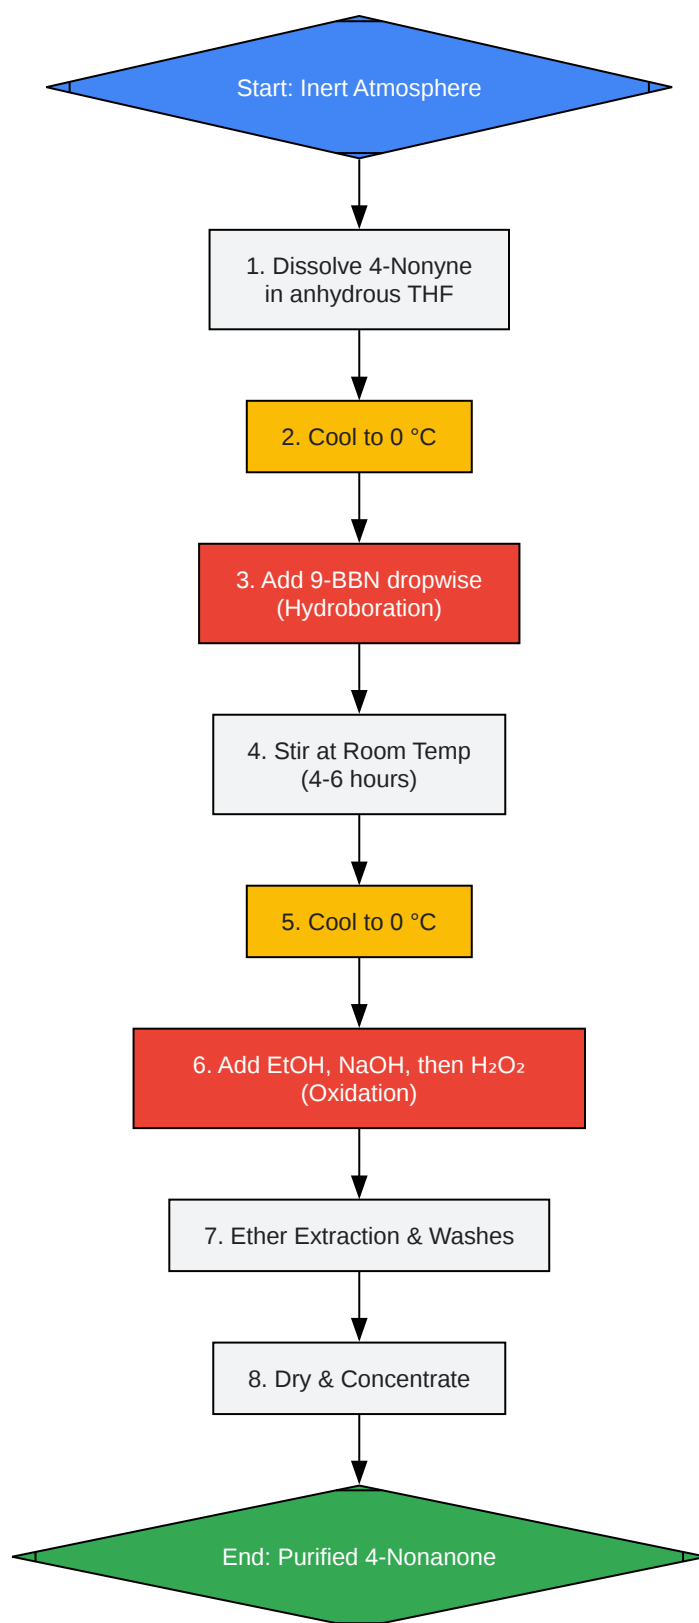 Start: Inert Atmosphere
1. Dissolve 4-Nonyne
in anhydrous THF
2. Cool to 0 °C
3. Add 9-BBN dropwise
(Hydroboration)
4. Stir at Room Temp
(4-6 hours)
5. Cool to 0 °C
6. Add EtOH, NaOH, then H₂O₂
(Oxidation)
7. Ether Extraction & Washes
8. Dry & Concentrate
End: Purified 4-Nonanone